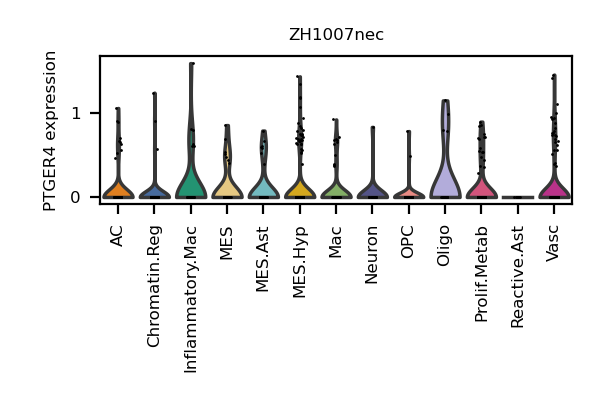 ZH1007nec
PTGER4 expression
1
0
AC
Chromatin.Reg
Inflammatory.Mac
MES
MES.Ast
MES.Hyp
Mac
Neuron
OPC
Oligo
Prolif.Metab
Reactive.Ast
Vasc